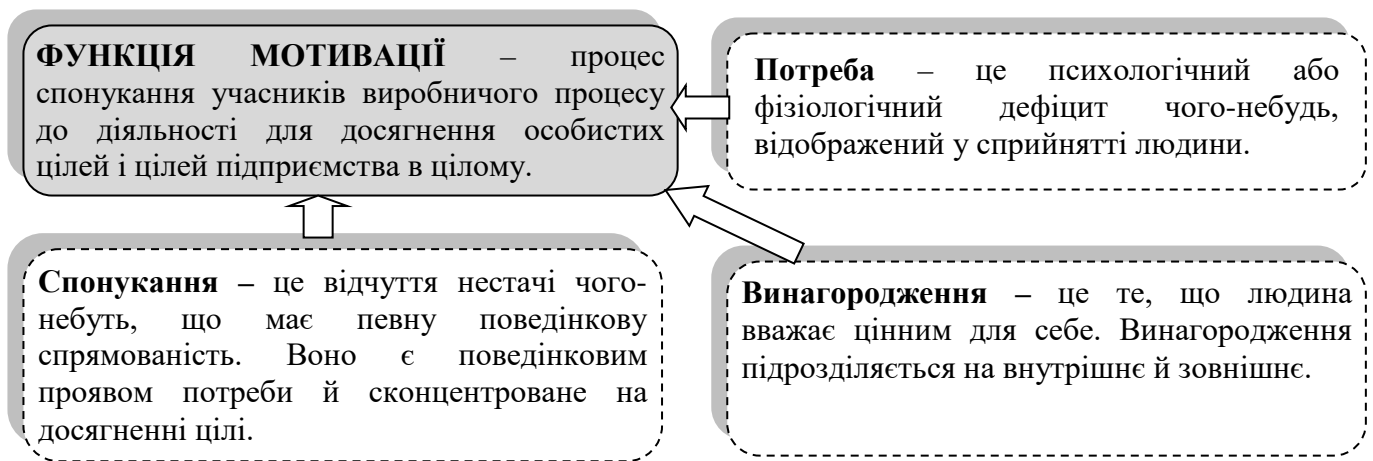 ФУНКЦІЯ МОТИВАЦІЇ – процес
спонукання учасників виробничого процесу
до діяльності для досягнення особистих
цілей і цілей підприємства в цілому.
Потреба – це психологічний або
фізіологічний дефіцит чого-небудь,
відображений у сприйнятті людини.
Спонукання – це відчуття нестачі чого-
небуть, що має певну поведінкову
спрямованість. Воно є поведінковим
проявом потреби й сконцентроване на
досягненні цілі.
Винагородження – це те, що людина
вважає цінним для себе. Винагородження
підрозділяється на внутрішнє й зовнішнє.